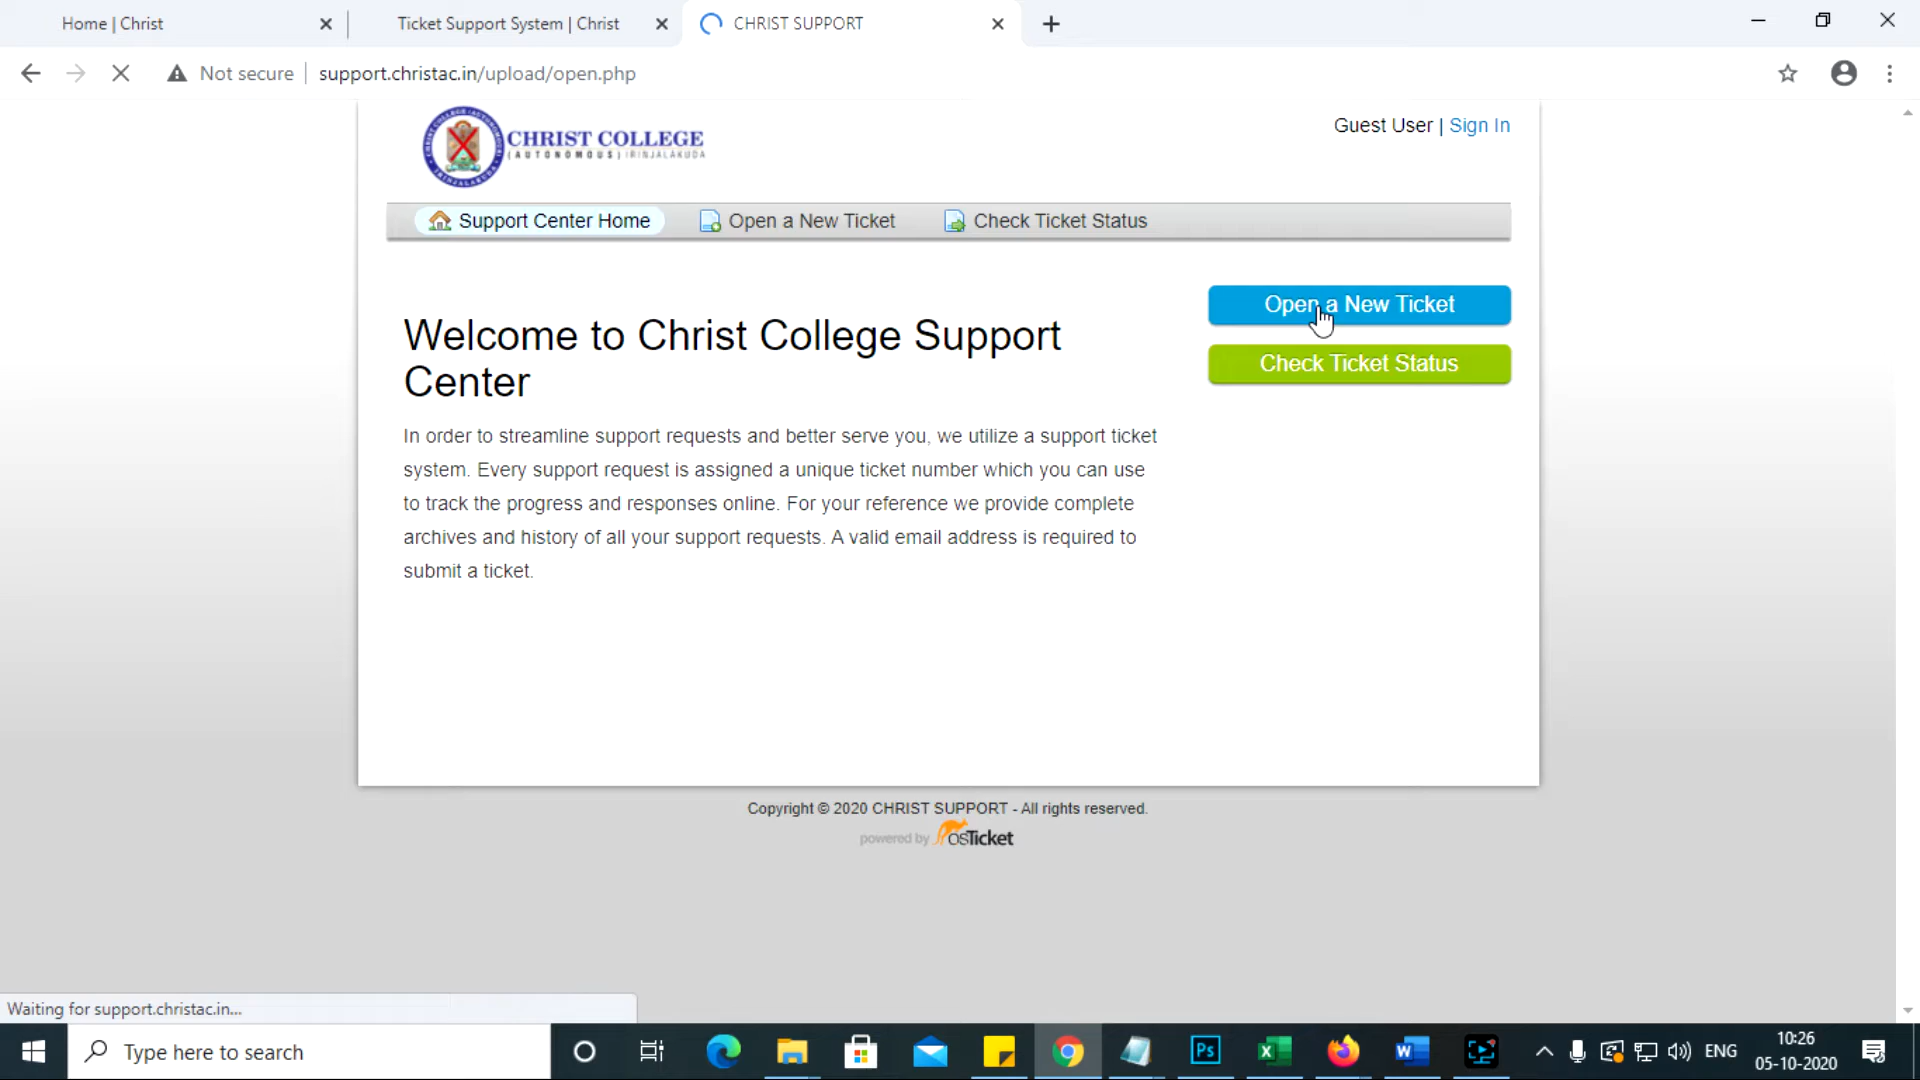 Home | Christ
Ticket Support System | Christ
CHRIST SUPPORT
Not secure
support.christac.in/upload/open.php
CHRIST COLLEGE
(AUTONOMOUS) IRINJALAKUDA
Guest User | Sign In
Support Center Home
Open a New Ticket
Check Ticket Status
Open a New Ticket
Check Ticket Status
Welcome to Christ College Support
Center
In order to streamline support requests and better serve you, we utilize a support ticket
system. Every support request is assigned a unique ticket number which you can use
to track the progress and responses online. For your reference we provide complete
archives and history of all your support requests. A valid email address is required to
submit a ticket.
Copyright © 2020 CHRIST SUPPORT - All rights reserved.
powered by osTicket
Waiting for support.christac.in...
Type here to search
Ps
ENG
10:26
05-10-2020